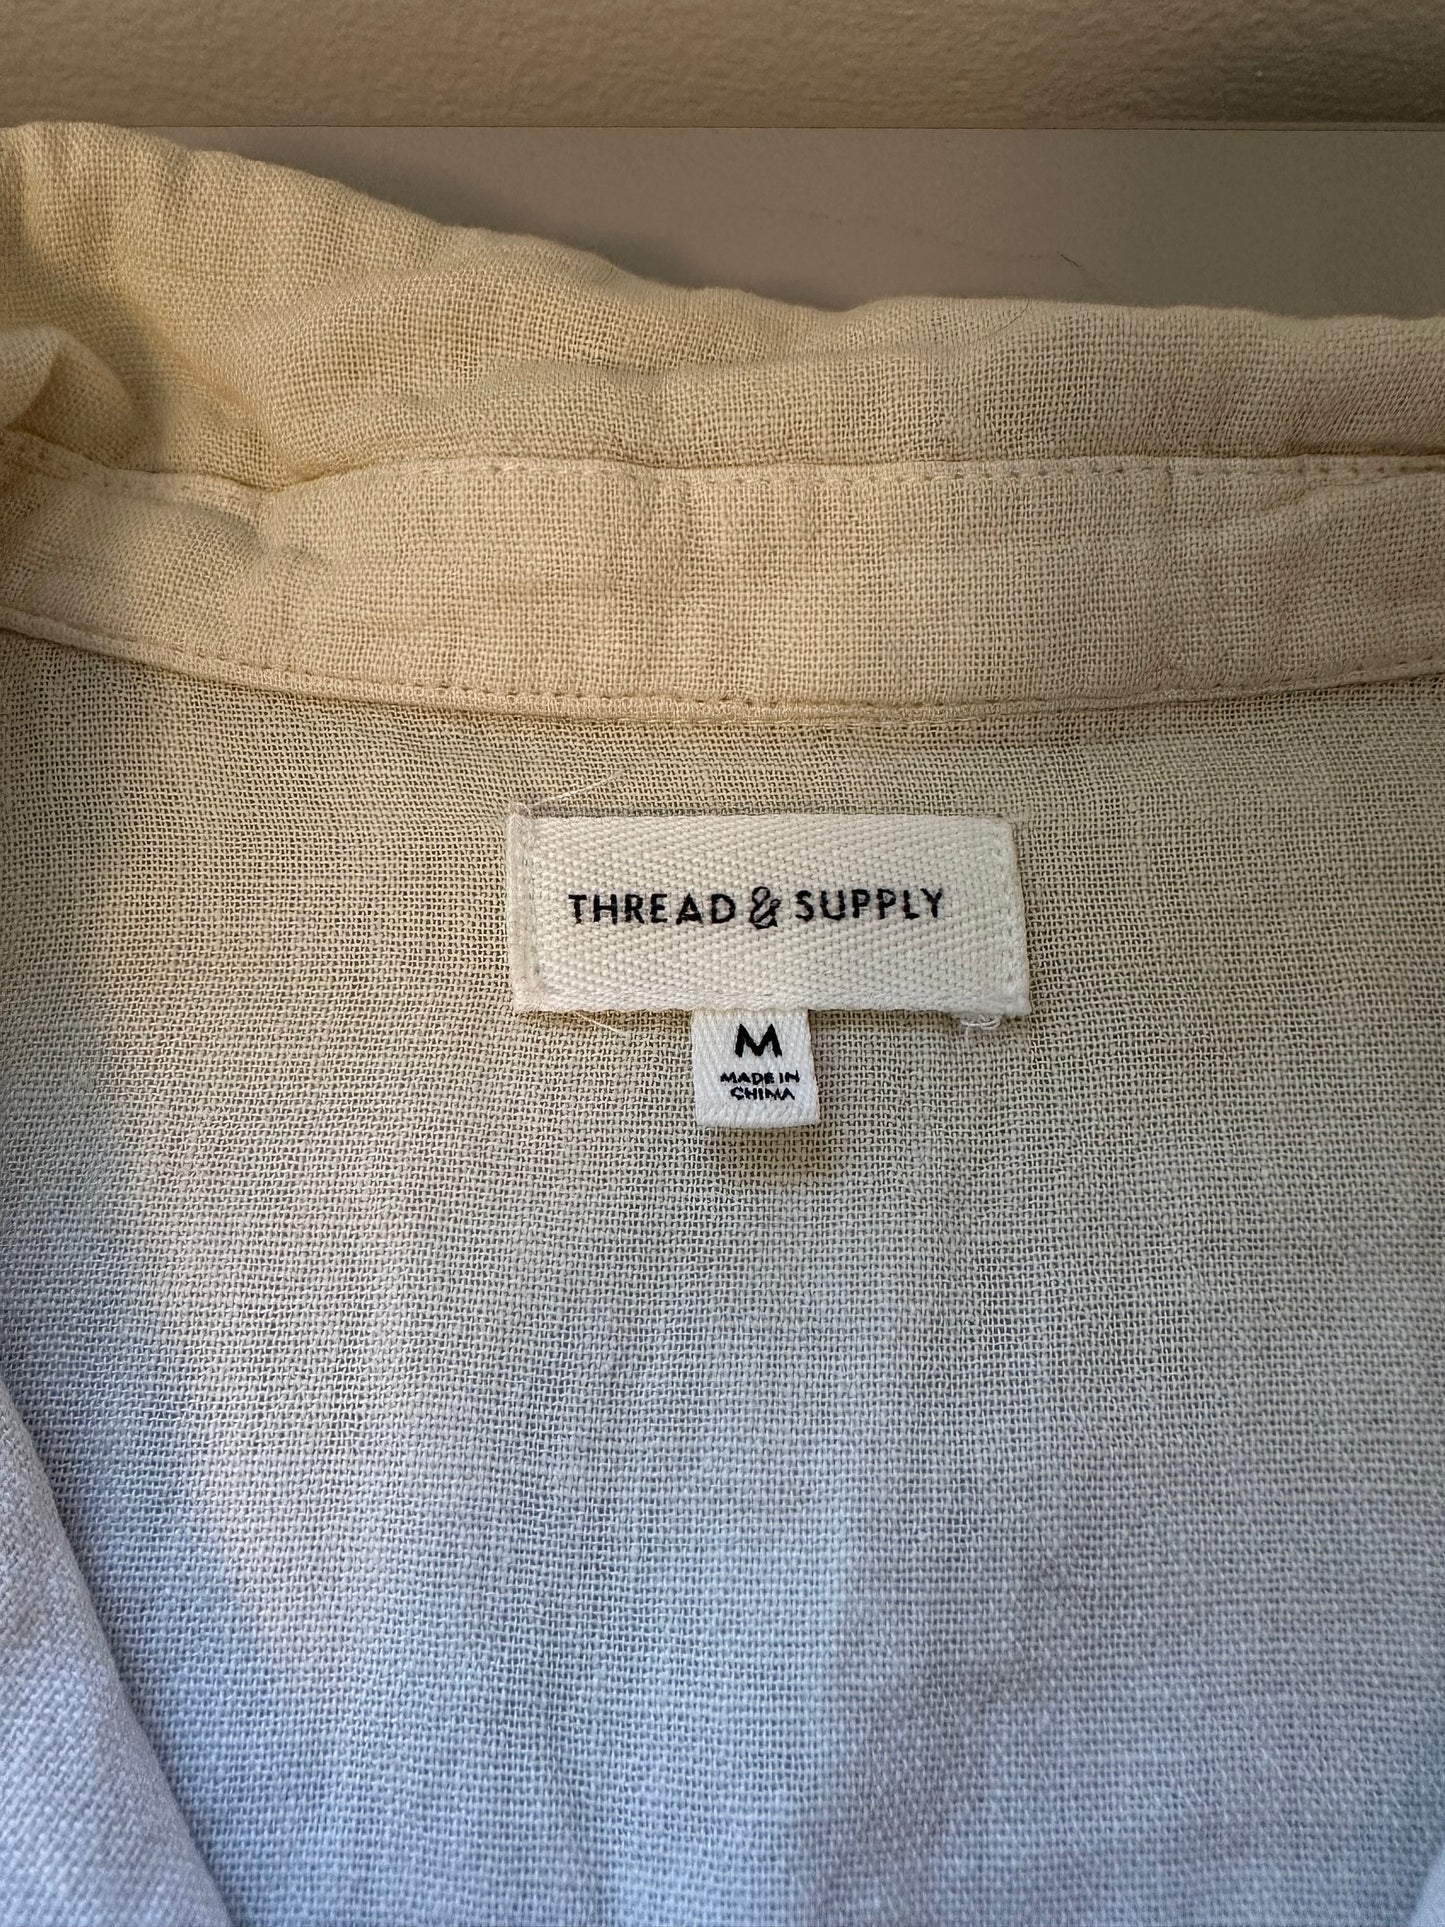 THREAD & SUPPLY
M
MADE IN
CHINA